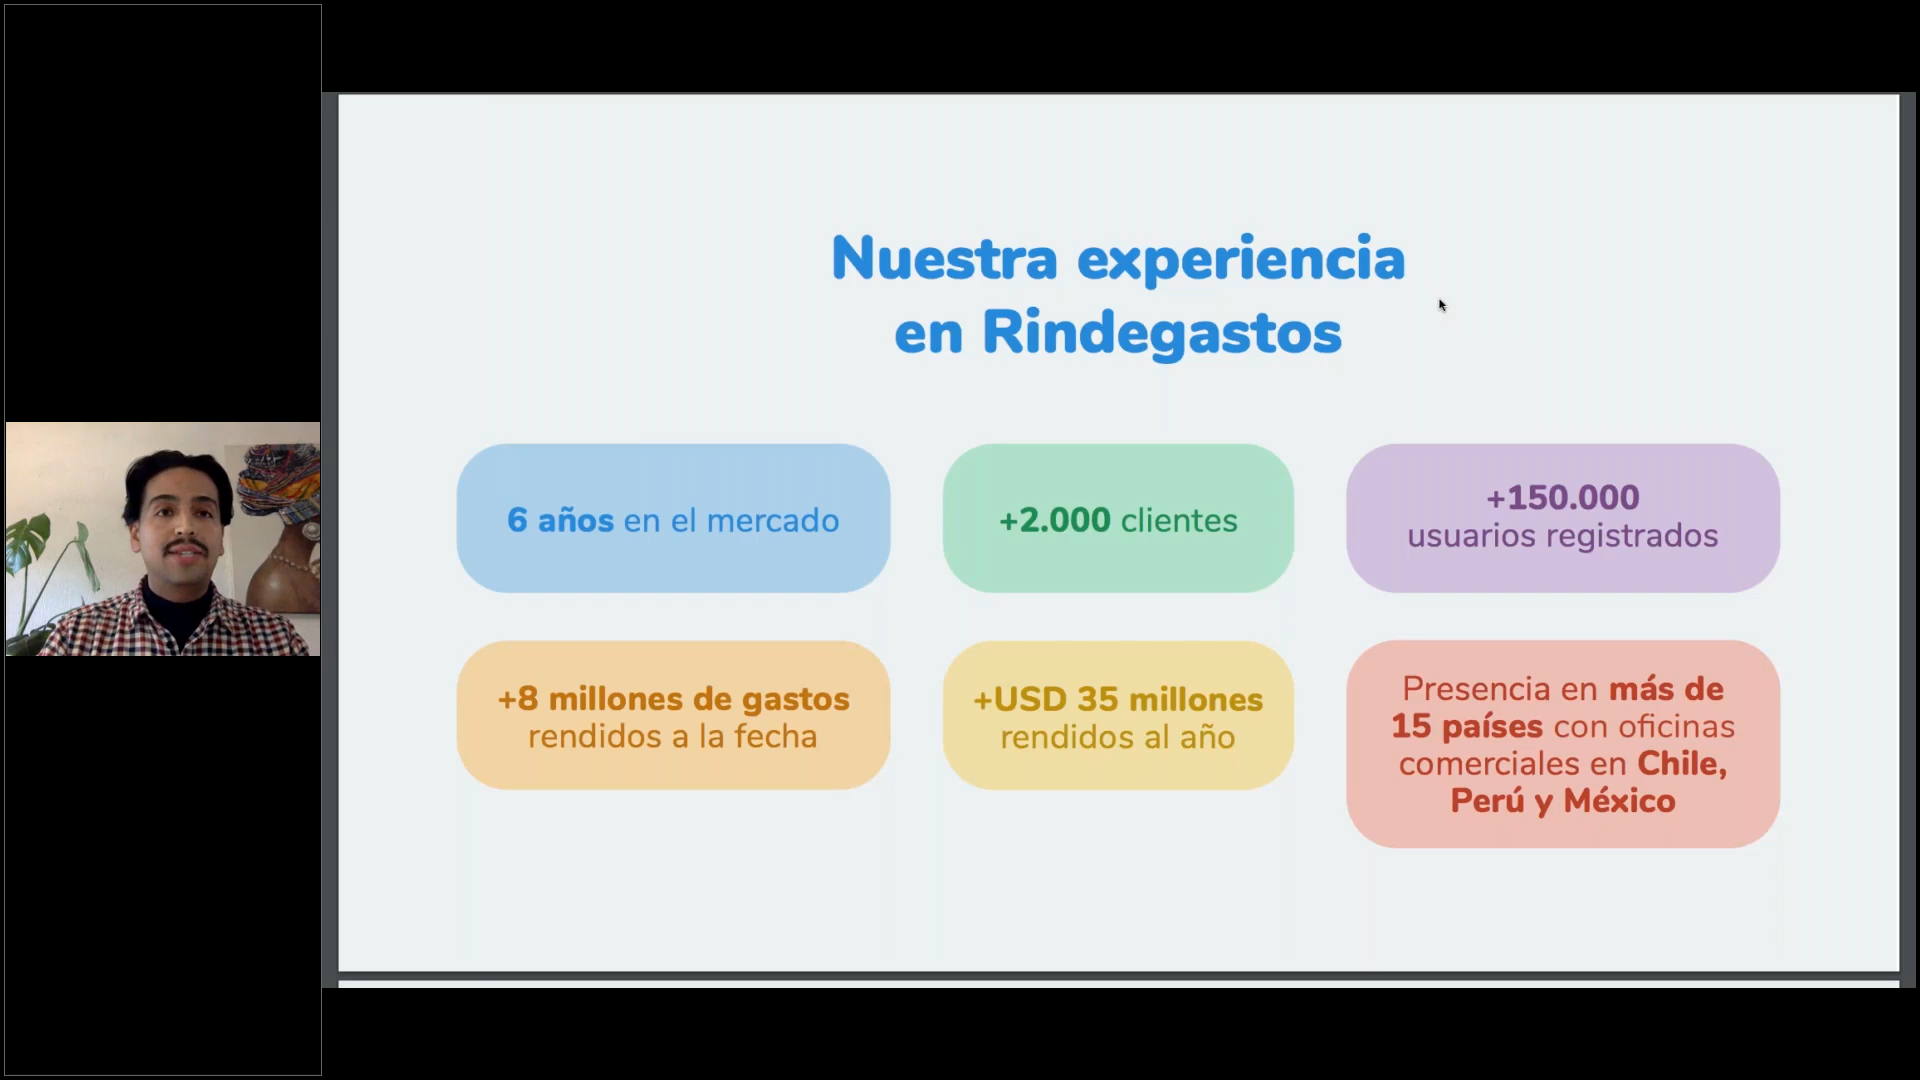 Nuestra experiencia
en Rindegastos
6 años en el mercado
+2.000 clientes
+150.000
usuarios registrados
+8 millones de gastos
rendidos a la fecha
+USD 35 millones
rendidos al año
Presencia en más de
15 países con oficinas
comerciales en Chile,
Perú y México